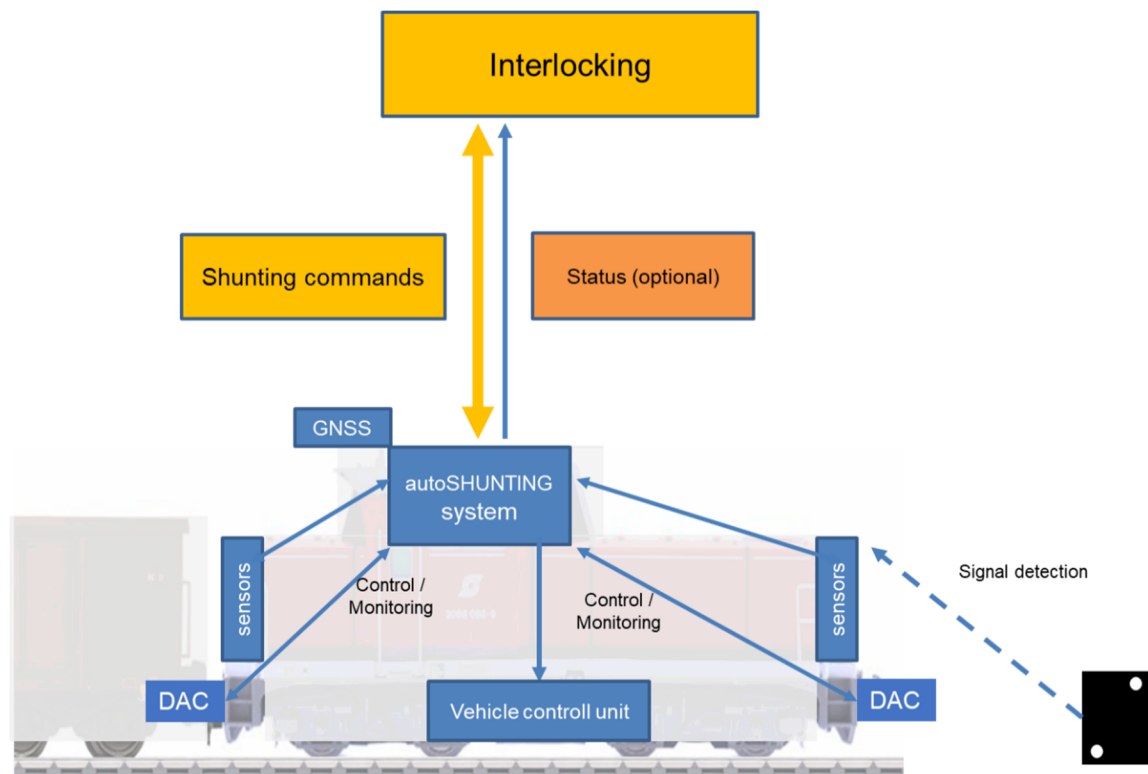 Interlocking
Shunting commands
Status (optional)
GNSS
autoSHUNTING
system
sensors
Control /
Monitoring
Control /
Monitoring
sensors
Signal detection
DAC
Vehicle controll unit
DAC